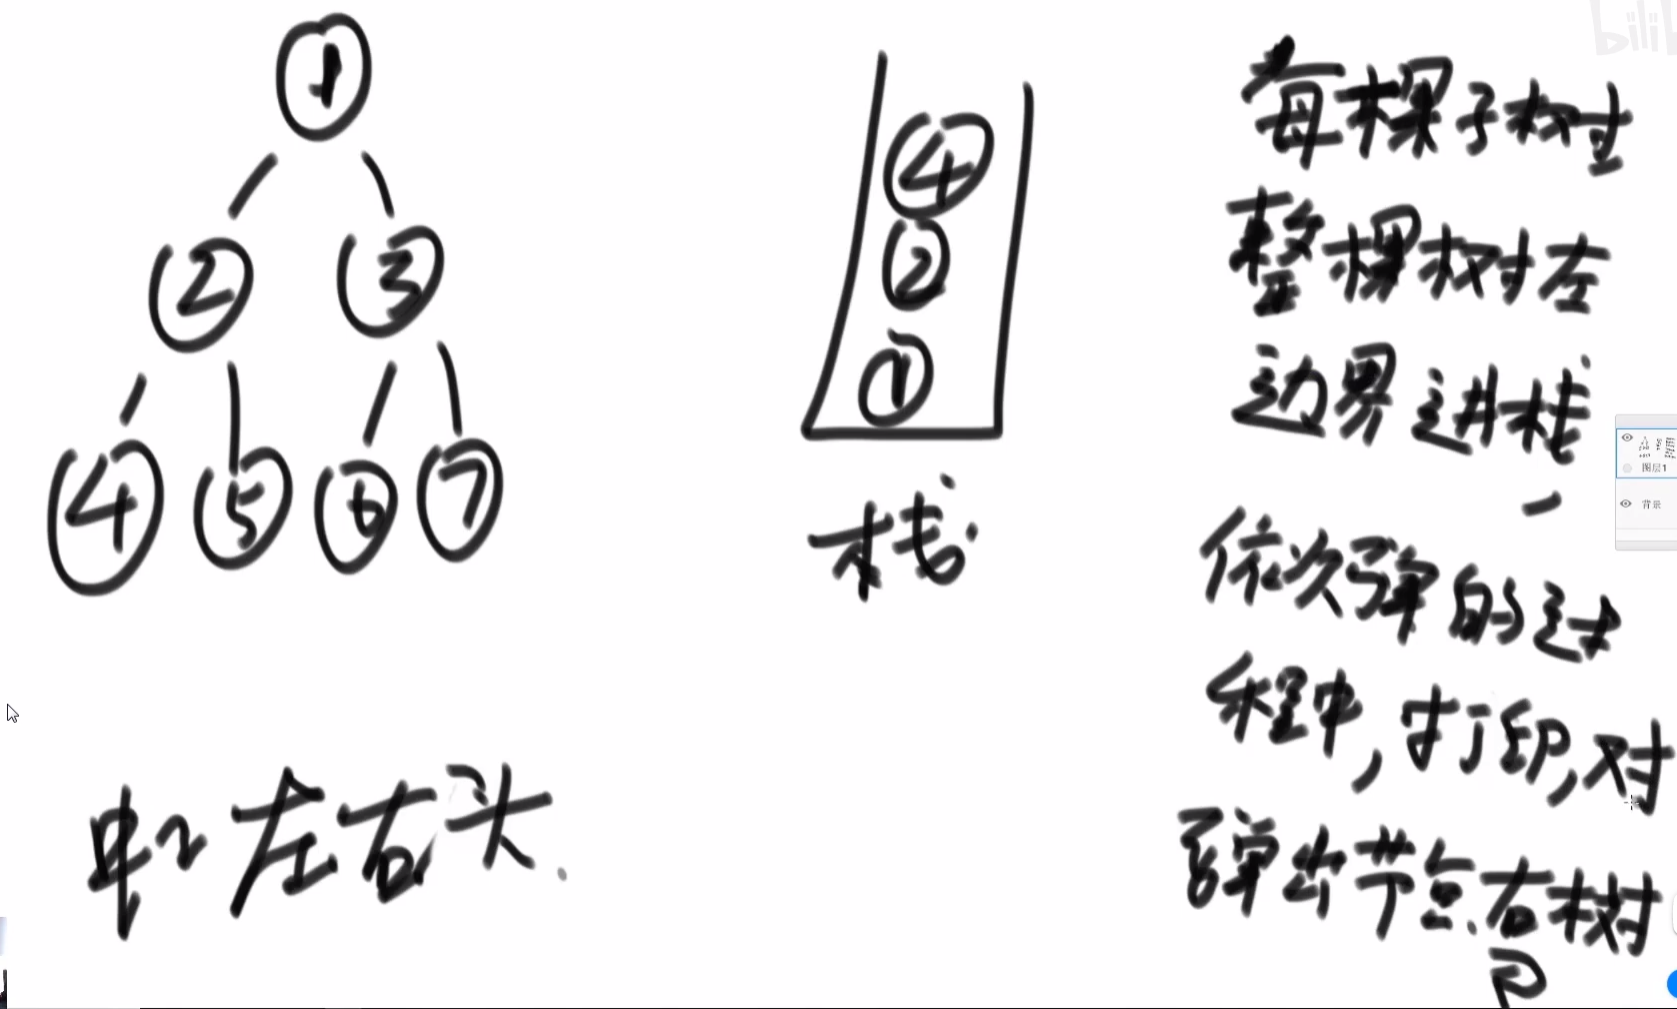 bilib
1
2 3
4 5 6 7
4
2
1
栈
每棵子树
整棵树左
边界进栈,
依次弹的过
程中,打印,对
弹出节点右树
左右头
图层1
背景